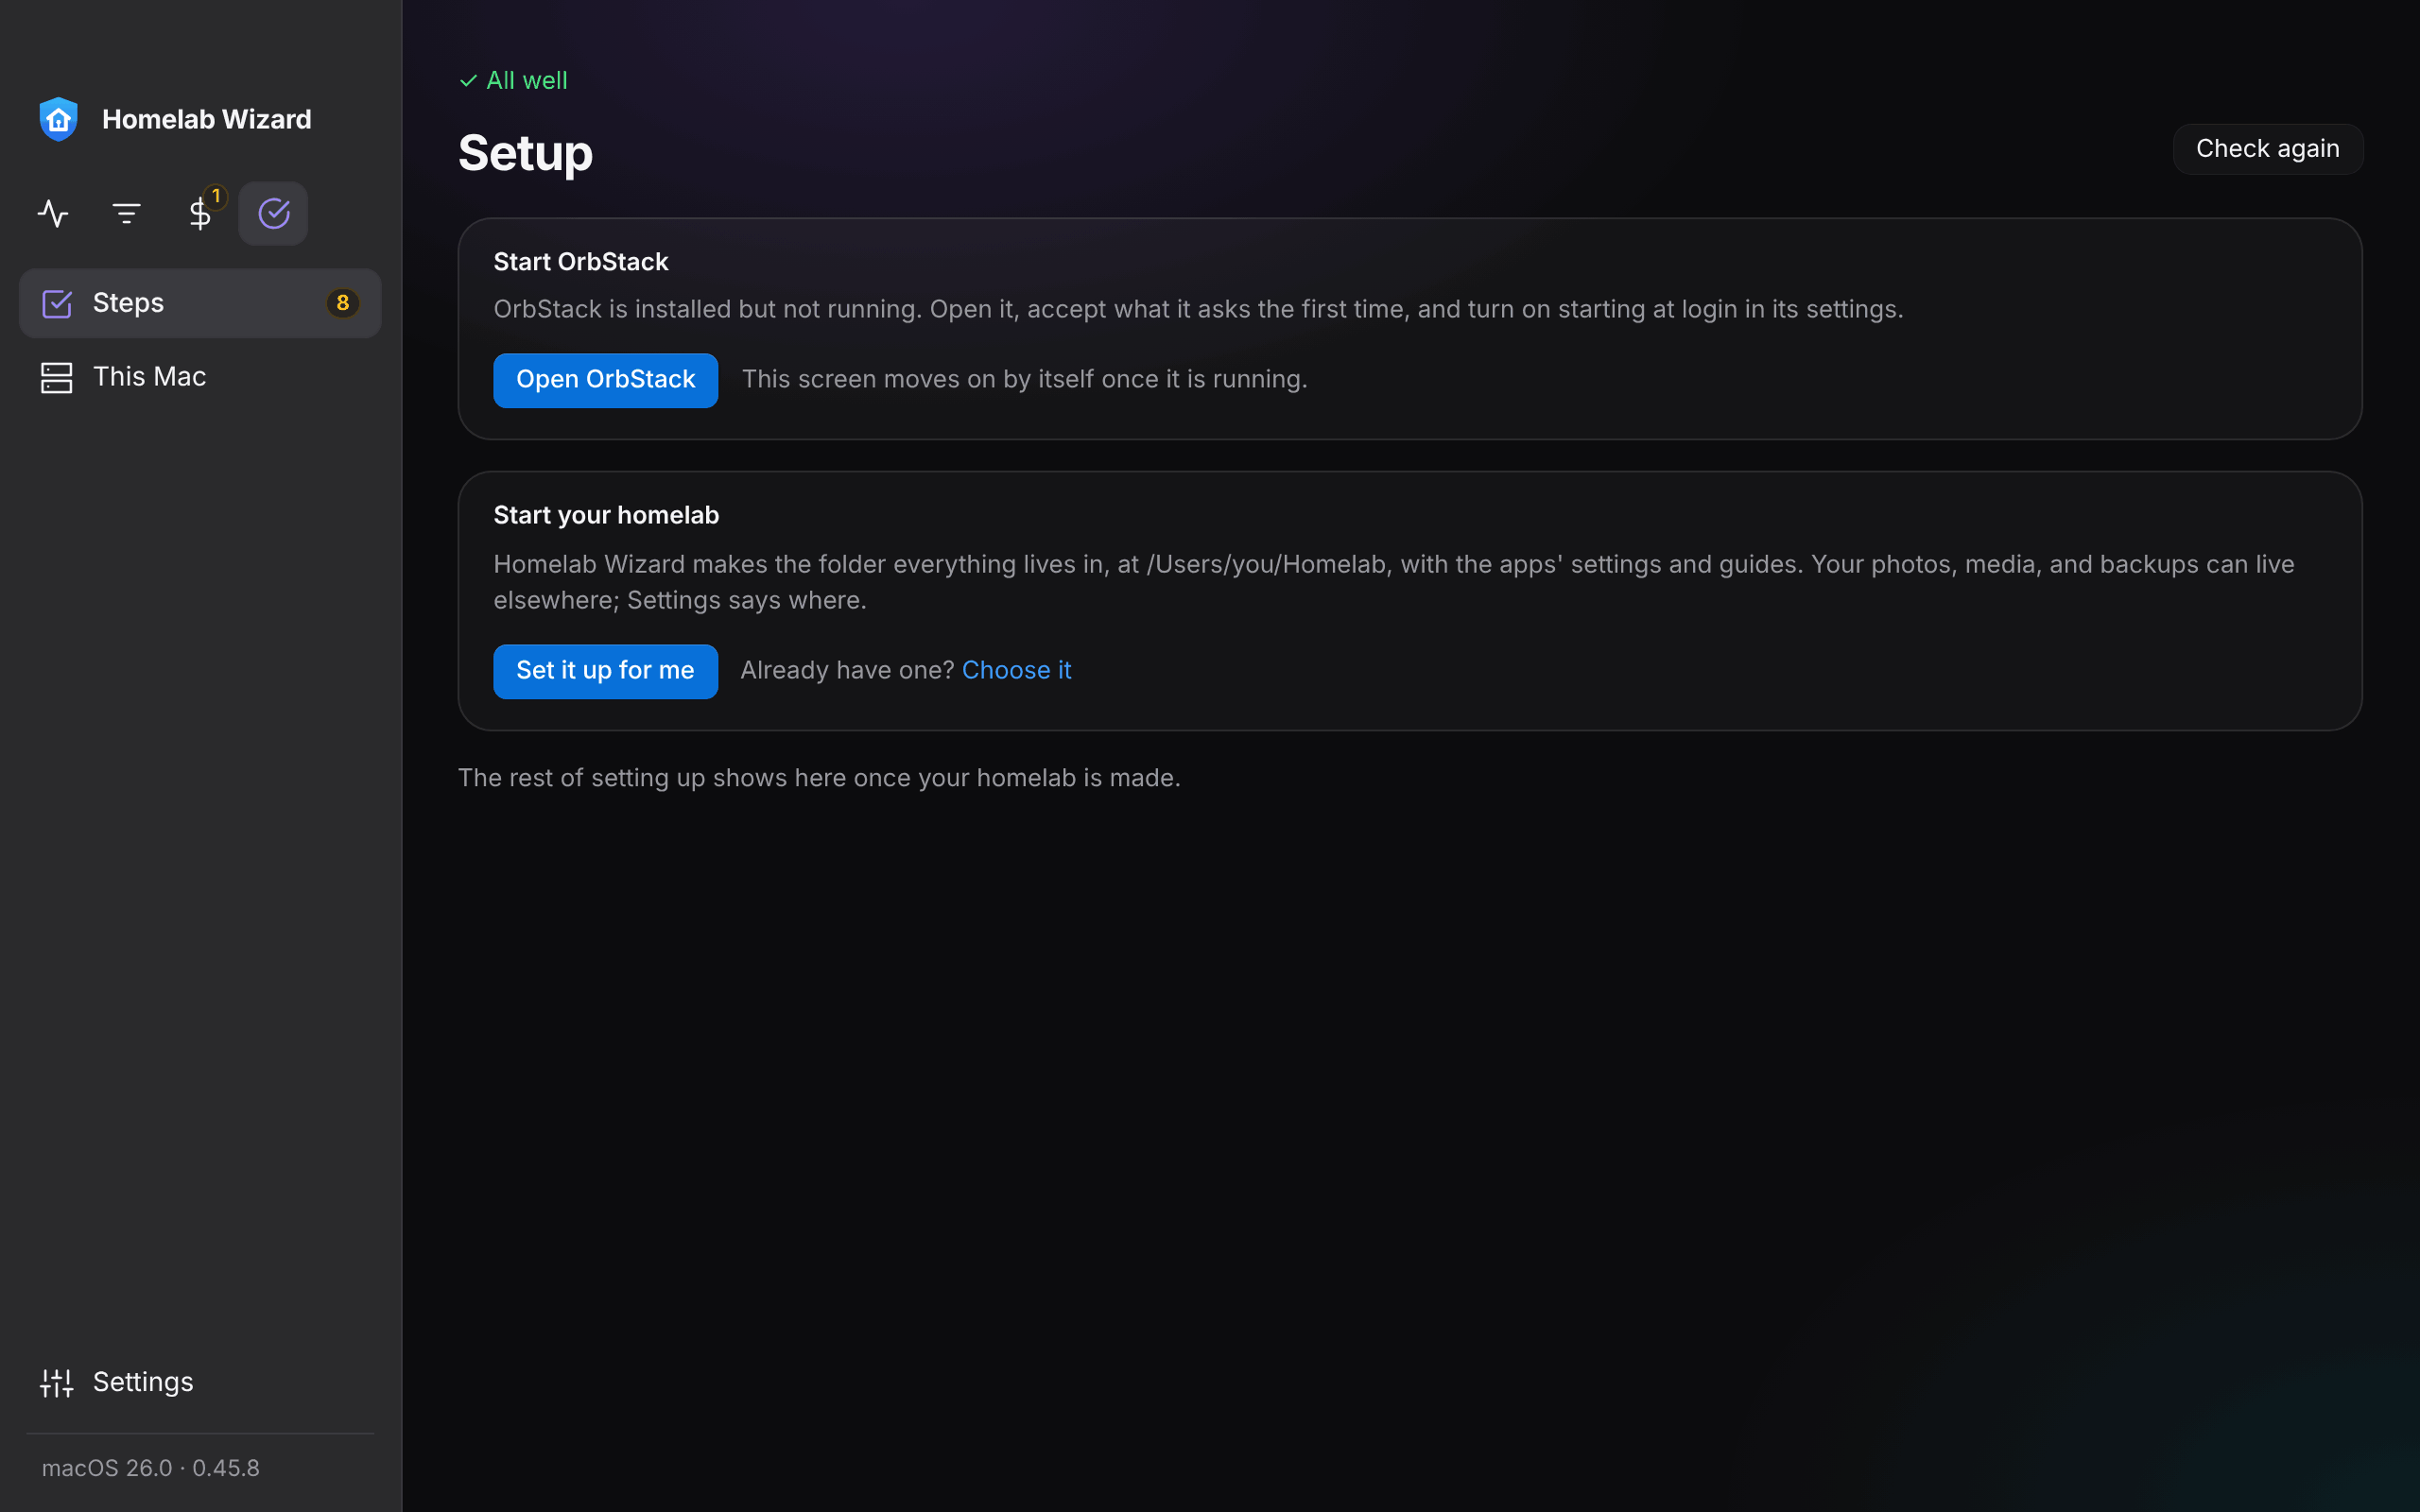 Homelab Wizard
1
Steps
8
This Mac
Settings
macOS 26.0 · 0.45.8
All well
Setup
Check again
Start OrbStack
OrbStack is installed but not running. Open it, accept what it asks the first time, and turn on starting at login in its settings.
Open OrbStack
This screen moves on by itself once it is running.
Start your homelab
Homelab Wizard makes the folder everything lives in, at /Users/you/Homelab, with the apps' settings and guides. Your photos, media, and backups can live
elsewhere; Settings says where.
Set it up for me
Already have one? Choose it
The rest of setting up shows here once your homelab is made.